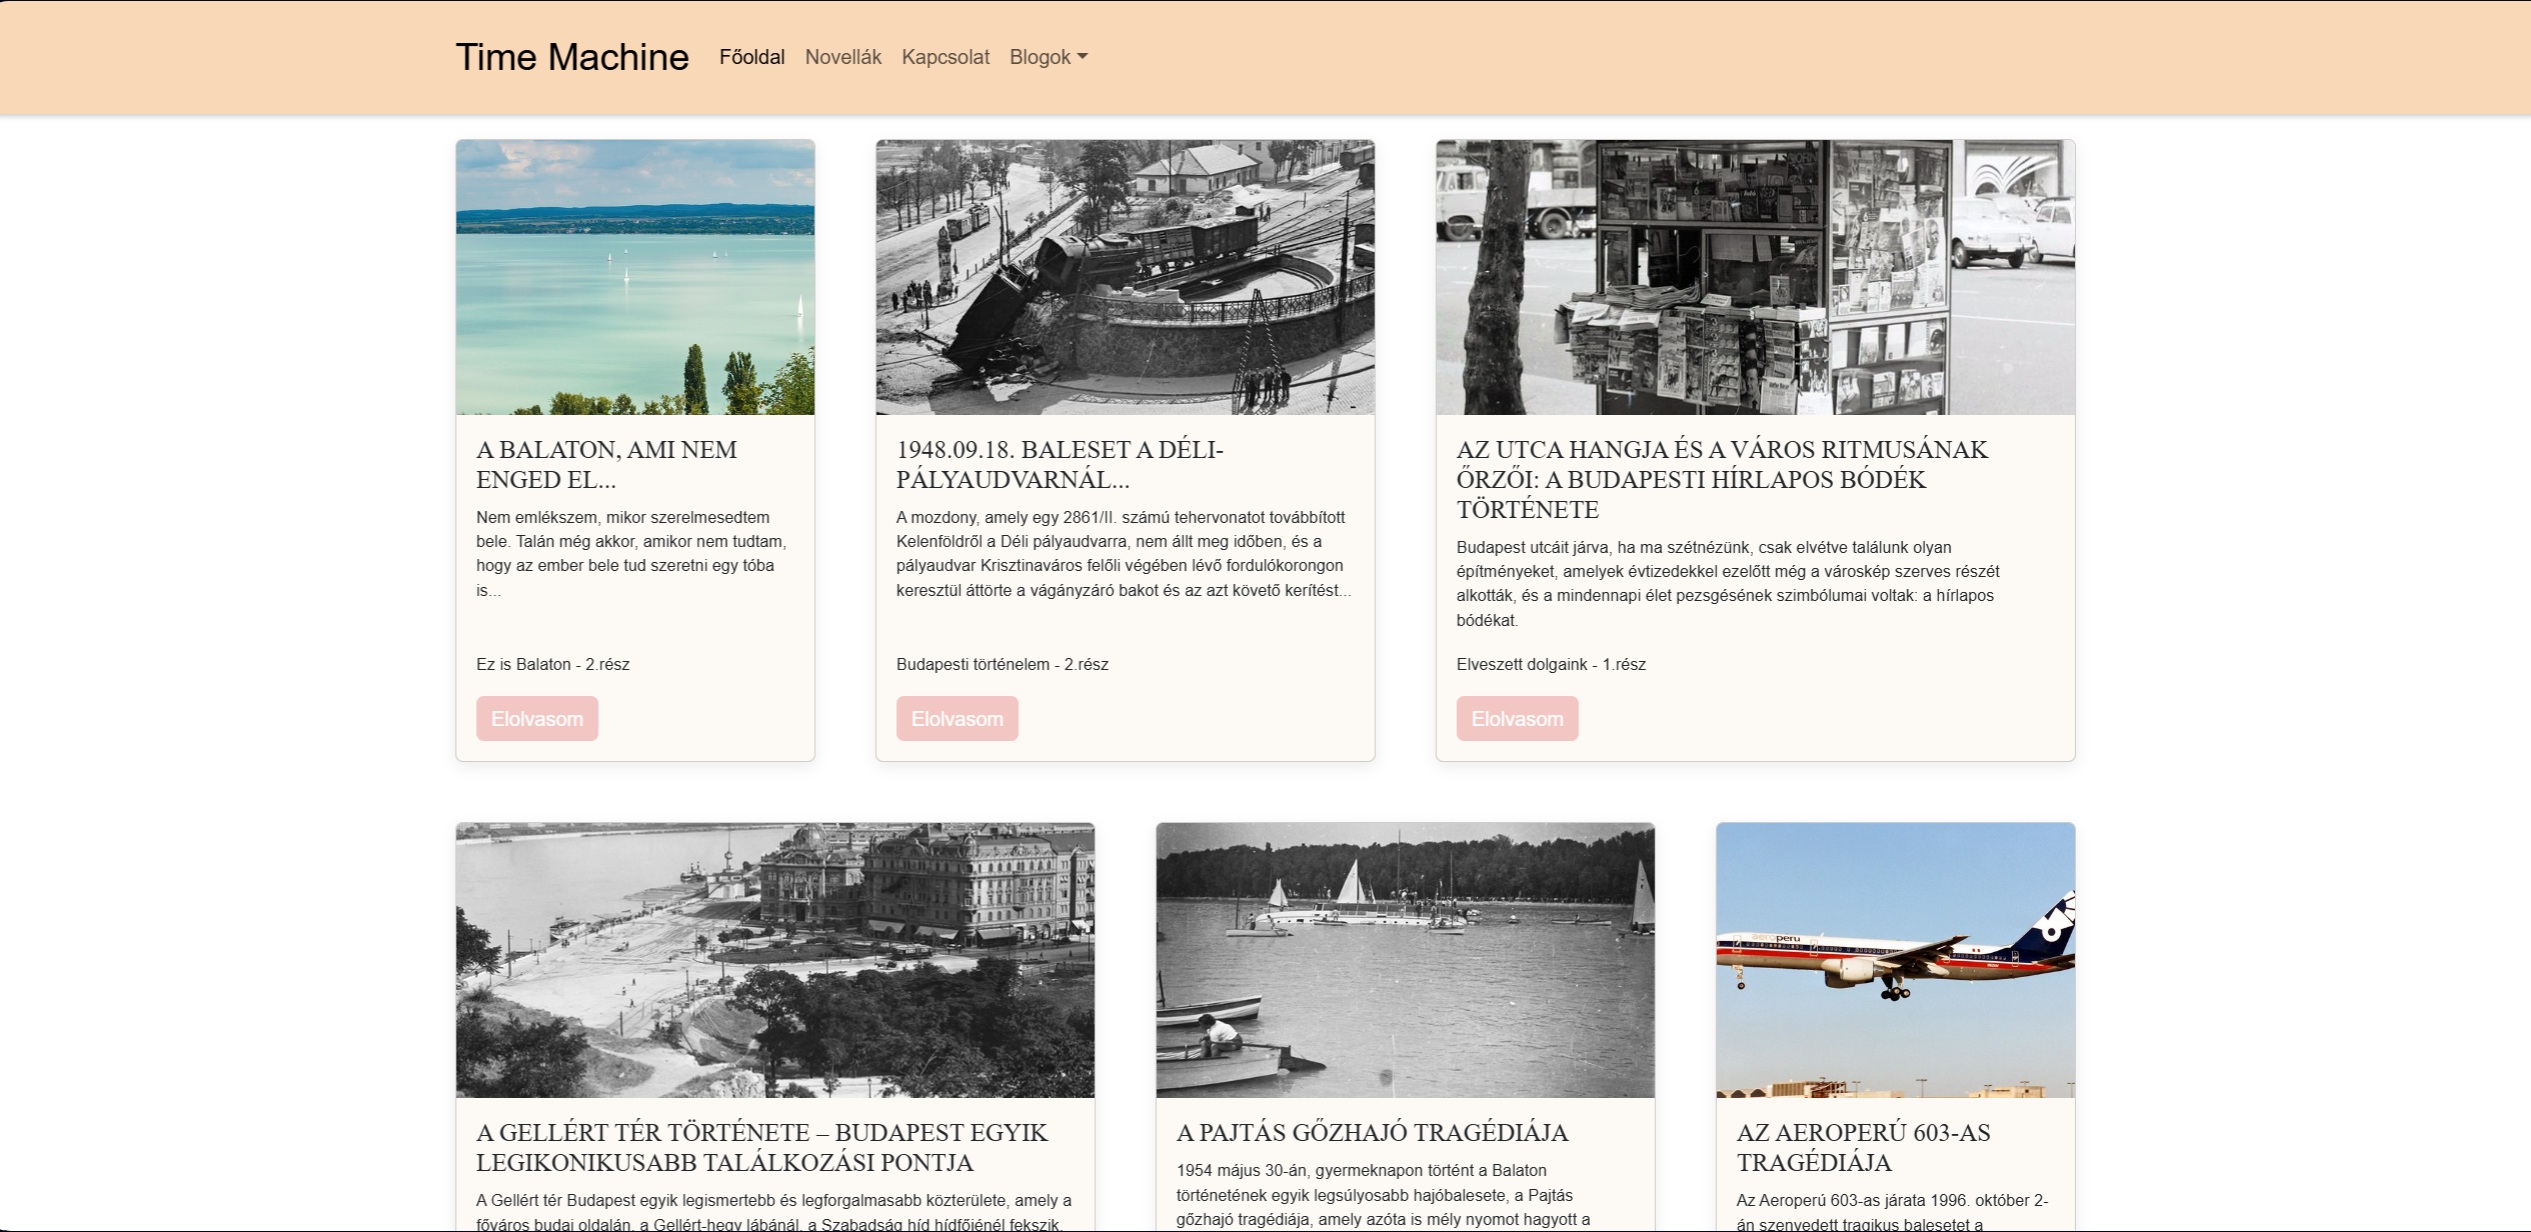 Time Machine
Főoldal
Novellák
Kapcsolat
Blogok
A BALATON, AMI NEM
ENGED EL...
Nem emlékszem, mikor szerelmesedtem
bele. Talán még akkor, amikor nem tudtam,
hogy az ember bele tud szeretni egy tóba
is...
Ez is Balaton - 2.rész
Elolvasom
1948.09.18. BALESET A DÉLI-
PÁLYAUDVARNÁL...
A mozdony, amely egy 2861/II. számú tehervonatot továbbított
Kelenföldről a Déli pályaudvarra, nem állt meg időben, és a
pályaudvar Krisztinaváros felőli végében lévő fordulókorongon
keresztül áttörte a vágányzáró bakot és az azt követő kerítést...
Budapesti történelem - 2.rész
Elolvasom
AZ UTCA HANGJA ÉS A VÁROS RITMUSÁNAK
ŐRZŐI: A BUDAPESTI HÍRLAPOS BÓDÉK
TÖRTÉNETE
Budapest utcáit járva, ha ma szétnézünk, csak elvétve találunk olyan
építményeket, amelyek évtizedekkel ezelőtt még a városkép szerves részét
alkották, és a mindennapi élet pezsgésének szimbólumai voltak: a hírlapos
bódékat.
Elveszett dolgaink - 1.rész
Elolvasom
A GELLÉRT TÉR TÖRTÉNETE – BUDAPEST EGYIK
LEGIKONIKUSABB TALÁLKOZÁSI PONTJA
A Gellért tér Budapest egyik legismertebb és legforgalmasabb közterülete, amely a
főváros budai oldalán, a Gellért-hegy lábánál, a Szabadság híd hídfőjénél fekszik.
A PAJTÁS GŐZHAJÓ TRAGÉDIÁJA
1954 május 30-án, gyermeknapon történt a Balaton
történetének egyik legsúlyosabb hajóbalesete, a Pajtás
gőzhajó tragédiája, amely azóta is mély nyomot hagyott a
aeroperu
AZ AEROPERÚ 603-AS
TRAGÉDIÁJA
Az Aeroperú 603-as járata 1996. október 2-
án szenvedett tragikus balesetet a